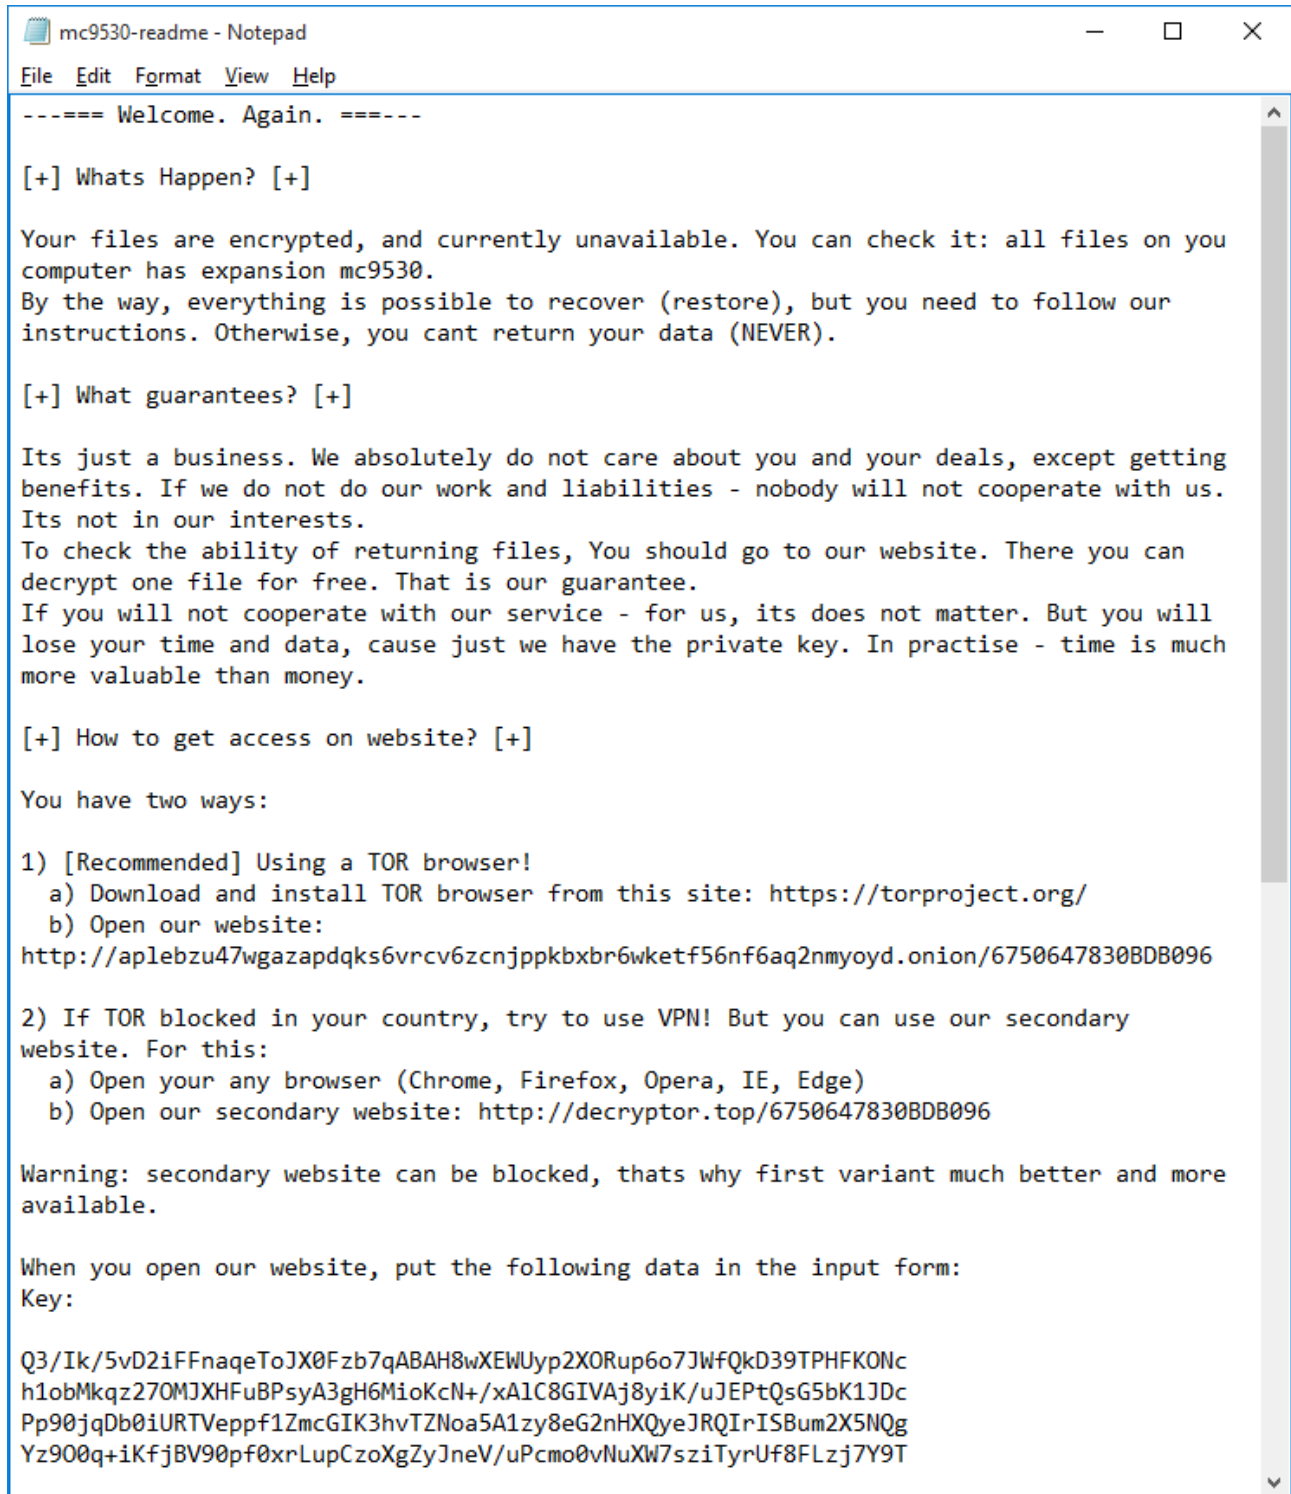 mc9530-readme - Notepad
File Edit Format View Help
---=== Welcome. Again. ===---
[+] Whats Happen? [+]
Your files are encrypted, and currently unavailable. You can check it: all files on you
computer has expansion mc9530.
By the way, everything is possible to recover (restore), but you need to follow our
instructions. Otherwise, you cant return your data (NEVER).
[+] What guarantees? [+]
Its just a business. We absolutely do not care about you and your deals, except getting
benefits. If we do not do our work and liabilities - nobody will not cooperate with us.
Its not in our interests.
To check the ability of returning files, You should go to our website. There you can
decrypt one file for free. That is our guarantee.
If you will not cooperate with our service - for us, its does not matter. But you will
lose your time and data, cause just we have the private key. In practise - time is much
more valuable than money.
[+] How to get access on website? [+]
You have two ways:
1) [Recommended] Using a TOR browser!
a) Download and install TOR browser from this site: https://torproject.org/
b) Open our website:
http://aplebzu47wgazapdqks6vrcv6zcnjppkbxbr6wketf56nf6aq2nmyoyd.onion/6750647830BDB096
2) If TOR blocked in your country, try to use VPN! But you can use our secondary
website. For this:
a) Open your any browser (Chrome, Firefox, Opera, IE, Edge)
b) Open our secondary website: http://decryptor.top/6750647830BDB096
Warning: secondary website can be blocked, thats why first variant much better and more
available.
When you open our website, put the following data in the input form:
Key:
Q3/Ik/5vD2iFFnaqeToJX0Fzb7qABAH8wXEWUyp2XORup6o7JWfQkD39TPHFKONc
h1obMkqz27OMJXHFuBPsyA3gH6MioKcN+/xAlC8GIVAj8yiK/uJEPtQsG5bK1JDc
Pp90jqDb0iURTVeppf1ZmcGIK3hvTZNoa5A1zy8eG2nHXQyeJRQIrISBum2X5NQg
Yz9O0q+iKfjBV90pf0xrLupCzoXgZyJneV/uPcmo0vNuXW7sziTyrUf8FLzj7Y9T